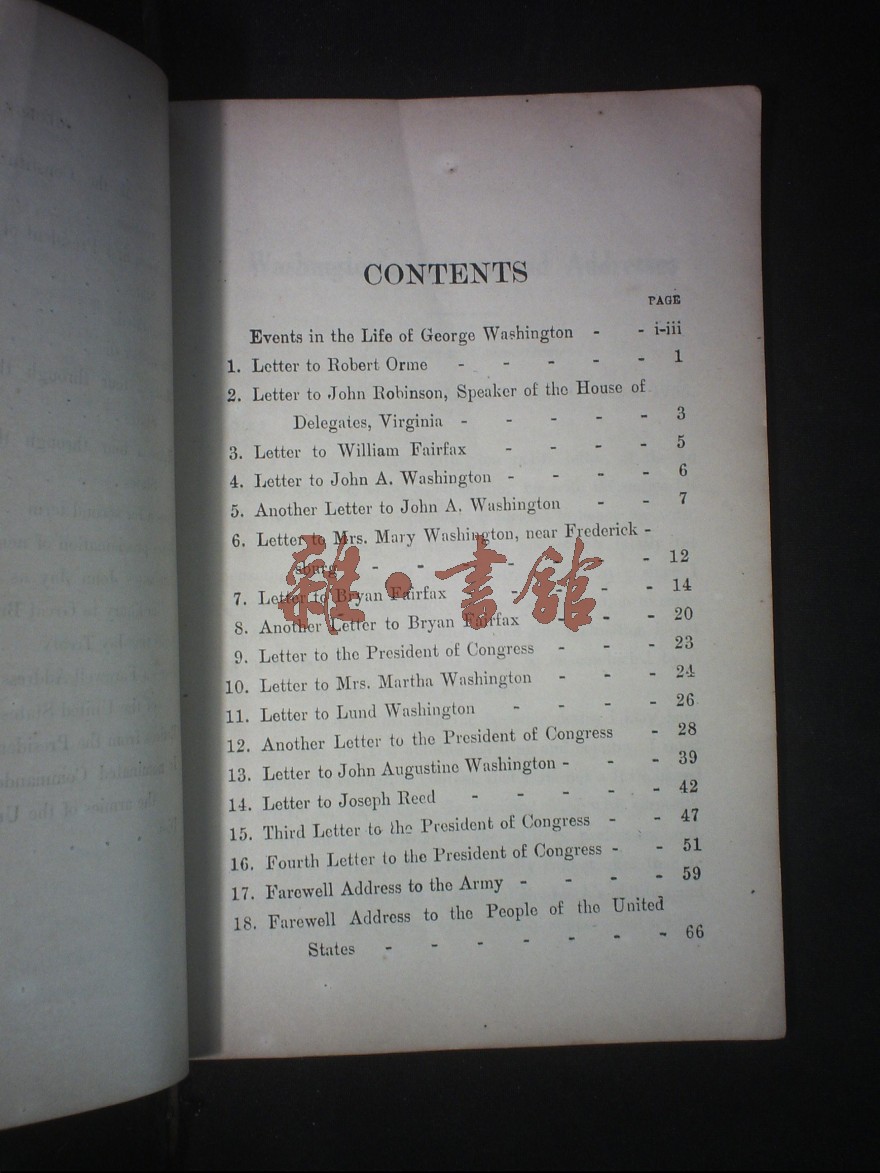 CONTENTS
PAGE
Events in the Life of George Washington - - i-iii
1. Letter to Robert Orme - - - - - 1
2. Letter to John Robinson, Speaker of the House of
Delegates, Virginia - - - - - 3
3. Letter to William Fairfax - - - - 5
4. Letter to John A. Washington - - - - 6
5. Another Letter to John A. Washington - - 7
6. Letter to Mrs. Mary Washington, near Frederick-
sburg - - - - - - 12
7. Letter to Bryan Fairfax - - - - 14
8. Another Letter to Bryan Fairfax - - - 20
9. Letter to the President of Congress - - - 23
10. Letter to Mrs. Martha Washington - - - 24
11. Letter to Lund Washington - - - - 26
12. Another Letter to the President of Congress - 28
13. Letter to John Augustine Washington - - - 39
14. Letter to Joseph Reed - - - - - 42
15. Third Letter to the President of Congress - - 47
16. Fourth Letter to the President of Congress - - 51
17. Farewell Address to the Army - - - - 59
18. Farewell Address to the People of the United
States - - - - - - - 66
雜·書館